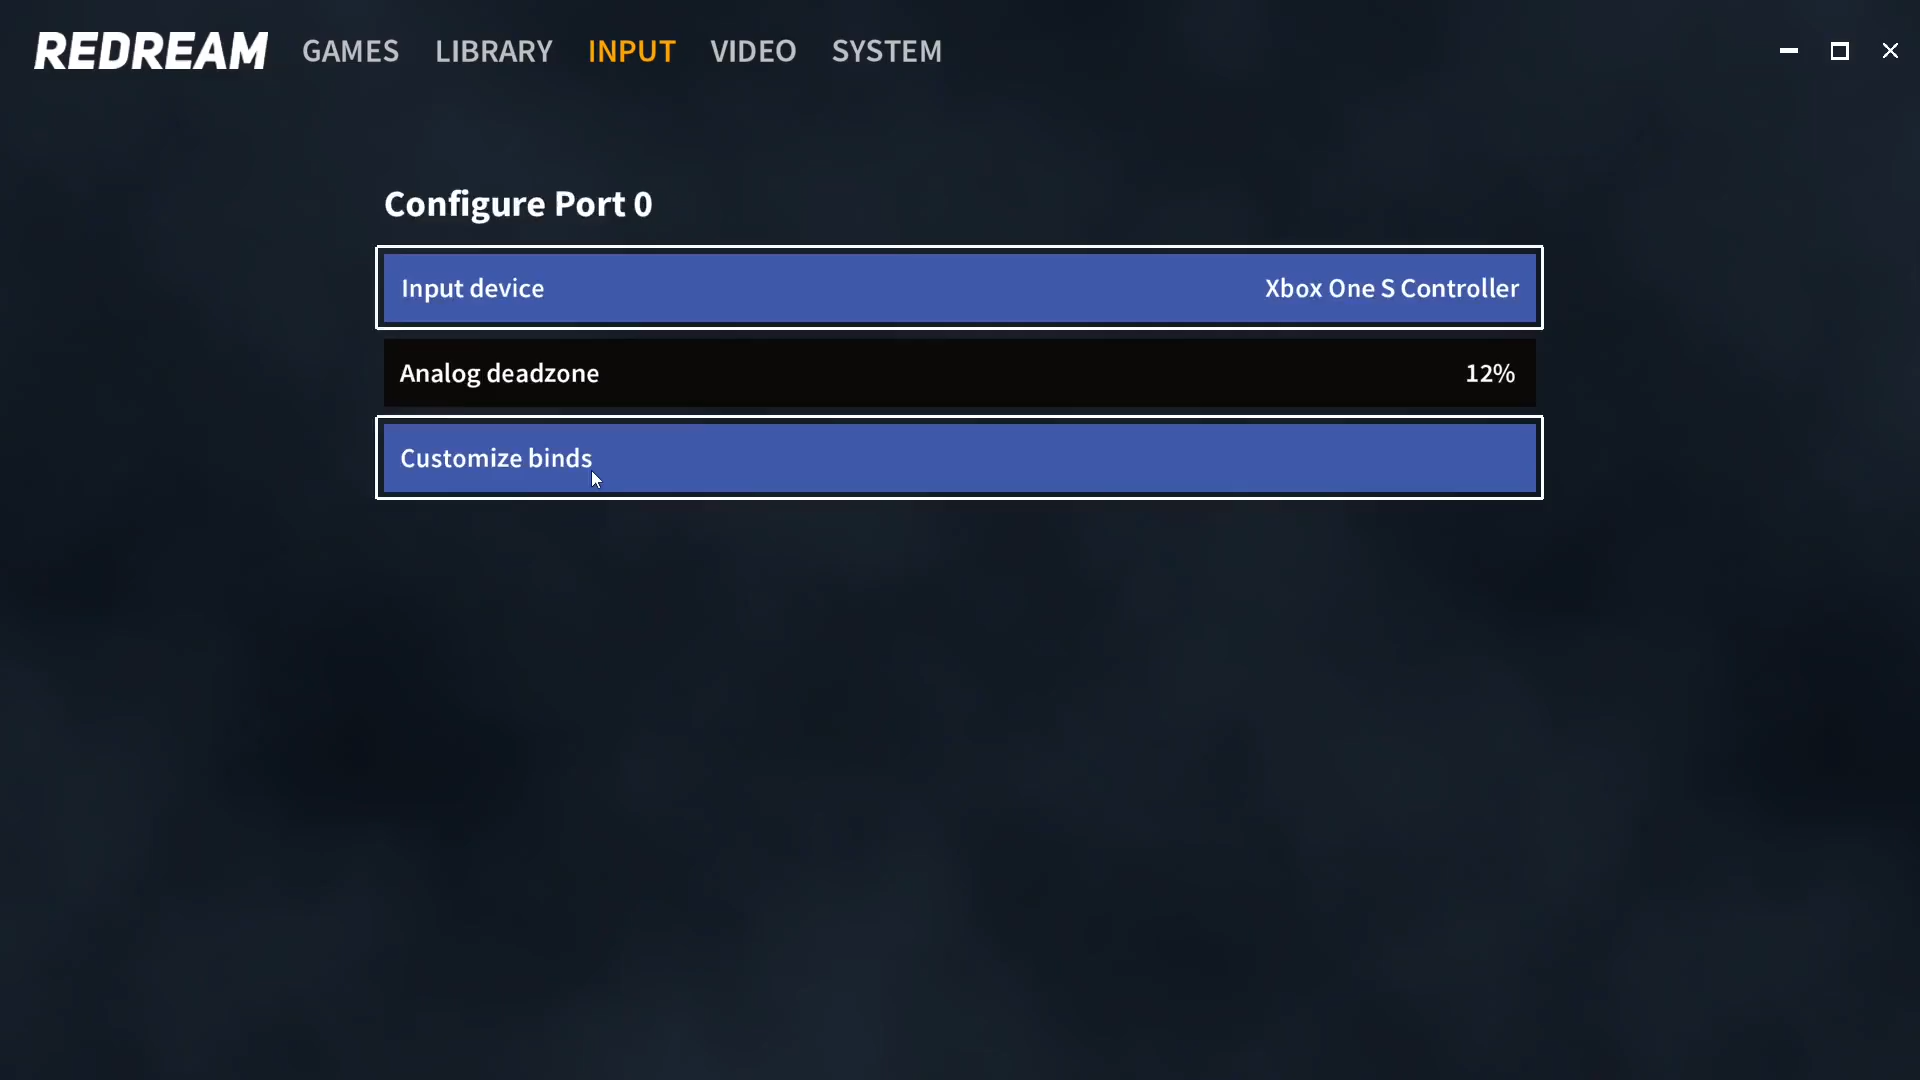 REDREAM GAMES LIBRARY INPUT VIDEO SYSTEM
Configure Port 0
Input device Xbox One S Controller
Analog deadzone 12%
Customize binds